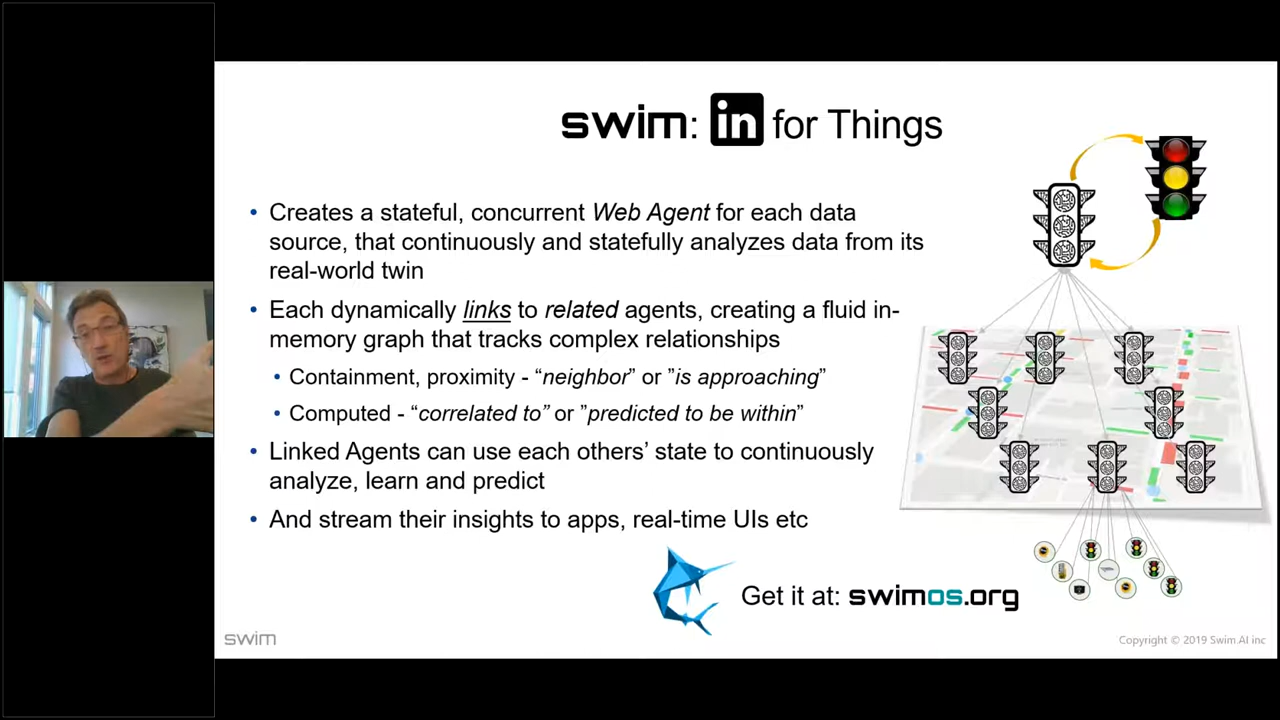 swim: in for Things
• Creates a stateful, concurrent Web Agent for each data
source, that continuously and statefully analyzes data from its
real-world twin
• Each dynamically links to related agents, creating a fluid in-
memory graph that tracks complex relationships
• Containment, proximity - “neighbor” or ”is approaching”
• Computed - “correlated to” or ”predicted to be within”
• Linked Agents can use each others’ state to continuously
analyze, learn and predict
• And stream their insights to apps, real-time UIs etc
Get it at: swimos.org
swim
Copyright © 2019 Swim AI inc